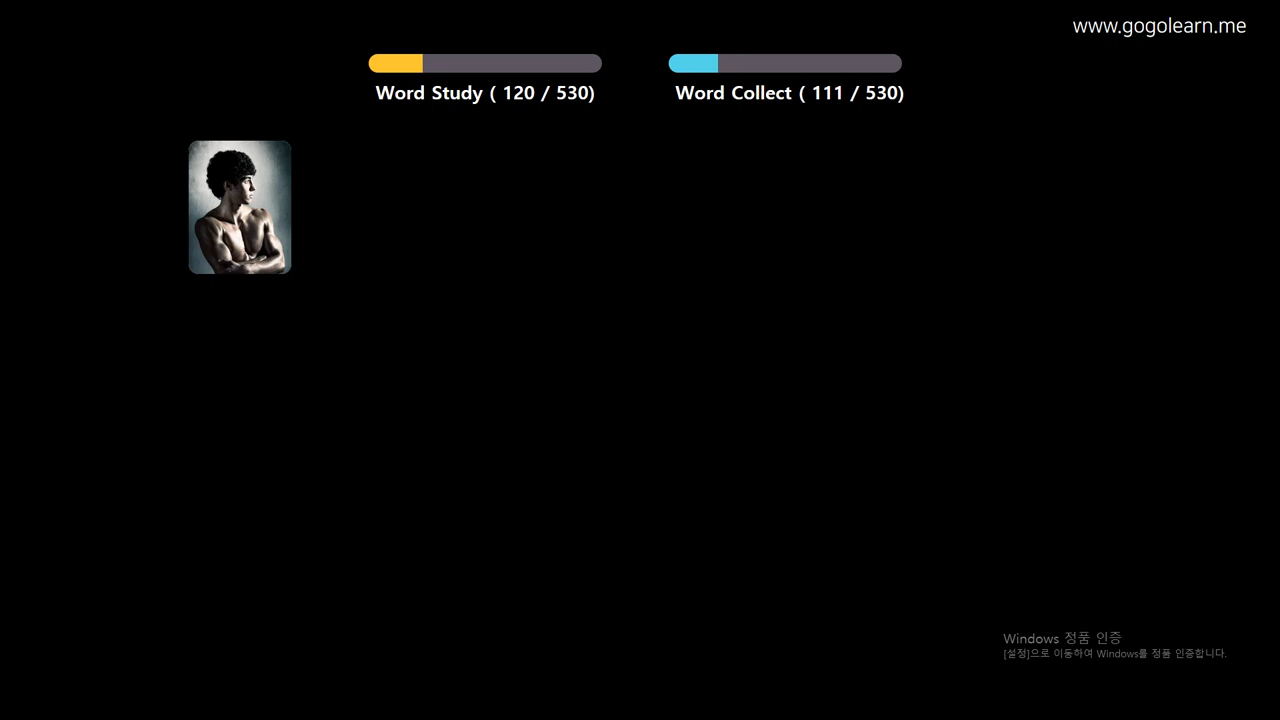 www.gogolearn.me
Word Study ( 120 / 530)
Word Collect ( 111 / 530)
Windows 정품 인증
[설정]으로 이동하여 Windows를 정품 인증합니다.